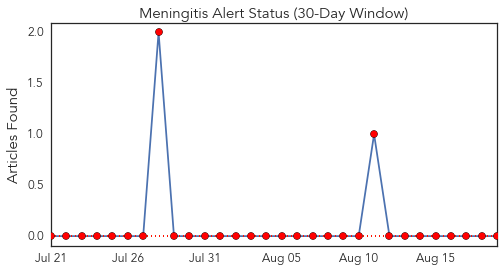 Meningitis Alert Status (30-Day Window)
Articles Found
2.0
1.5
1.0
0.5
0.0
Jul 21 Jul 26 Jul 31 Aug 05 Aug 10 Aug 15